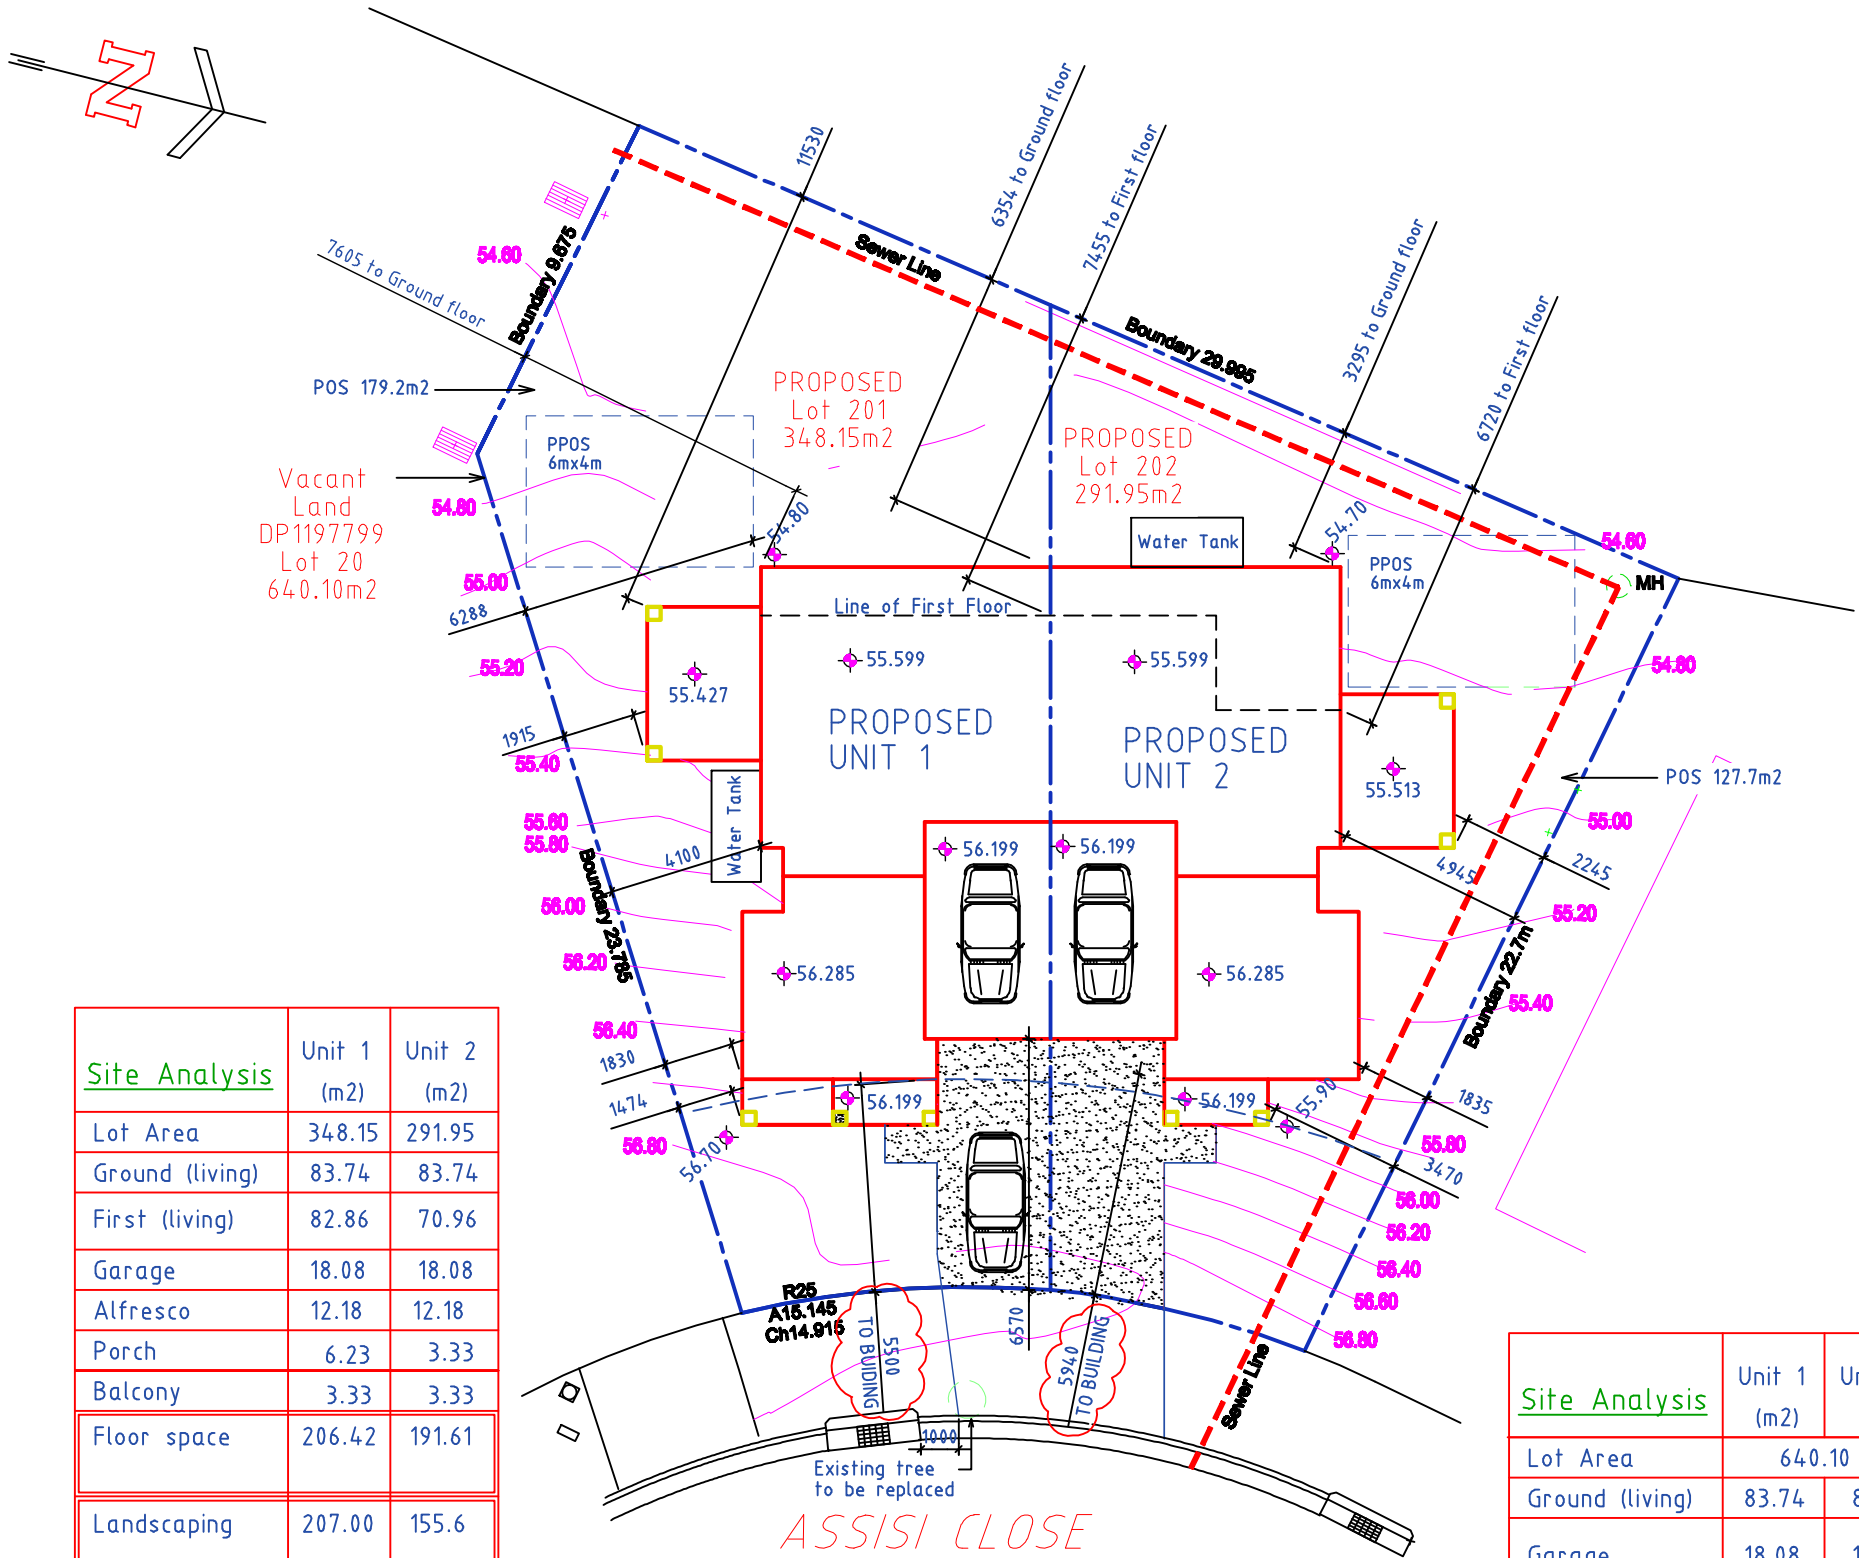 N
11530
6354 to Ground floor
7455 to First floor
3295 to Ground floor
6720 to First floor
7605 to Ground floor
54.60
Boundary 9.675
Sewer Line
Boundary 29.995
POS 179.2m2
PPOS
6mx4m
PROPOSED
Lot 201
348.15m2
PROPOSED
Lot 202
291.95m2
Vacant
Land
DP1197799
Lot 20
640.10m2
54.80
54.80
54.70
Water Tank
PPOS
6mx4m
54.60
MH
55.00
6288
Line of First Floor
55.20
55.427
55.599
55.599
54.80
1915
55.40
PROPOSED
UNIT 1
PROPOSED
UNIT 2
55.513
POS 127.7m2
55.60
55.80
Water Tank
4100
56.199
56.199
55.00
4945
2245
Boundary 23.785
56.00
55.20
56.20
56.285
56.285
Boundary 22.7m
55.40
56.40
1830
1474
56.199
56.199
55.90
1835
56.80
56.70
55.80
3470
56.00
56.20
56.40
56.60
56.80
R25
A15.145
Ch14.915
TO BUIDING
5500
6570
5940
TO BUILDING
Sewer Line
1000
Existing tree
to be replaced
ASSISI CLOSE
Site Analysis
Unit 1
(m2)
Unit 2
(m2)
Lot Area 348.15 291.95
Ground (living) 83.74 83.74
First (living) 82.86 70.96
Garage 18.08 18.08
Alfresco 12.18 12.18
Porch 6.23 3.33
Balcony 3.33 3.33
Floor space 206.42 191.61
Landscaping 207.00 155.6
Site Analysis
Unit 1
(m2)
Lot Area 640.10
Ground (living) 83.74 8
Garage 18.08 1